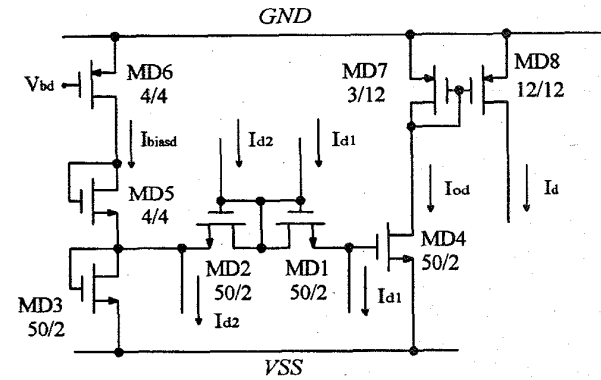 GND
MD6
4/4
Vbd
MD7
3/12
MD8
12/12
Ibiasd
Id2
Id1
Iod
Id
MD5
4/4
MD2
50/2
MD1
50/2
MD4
50/2
MD3
50/2
Id2
Id1
VSS